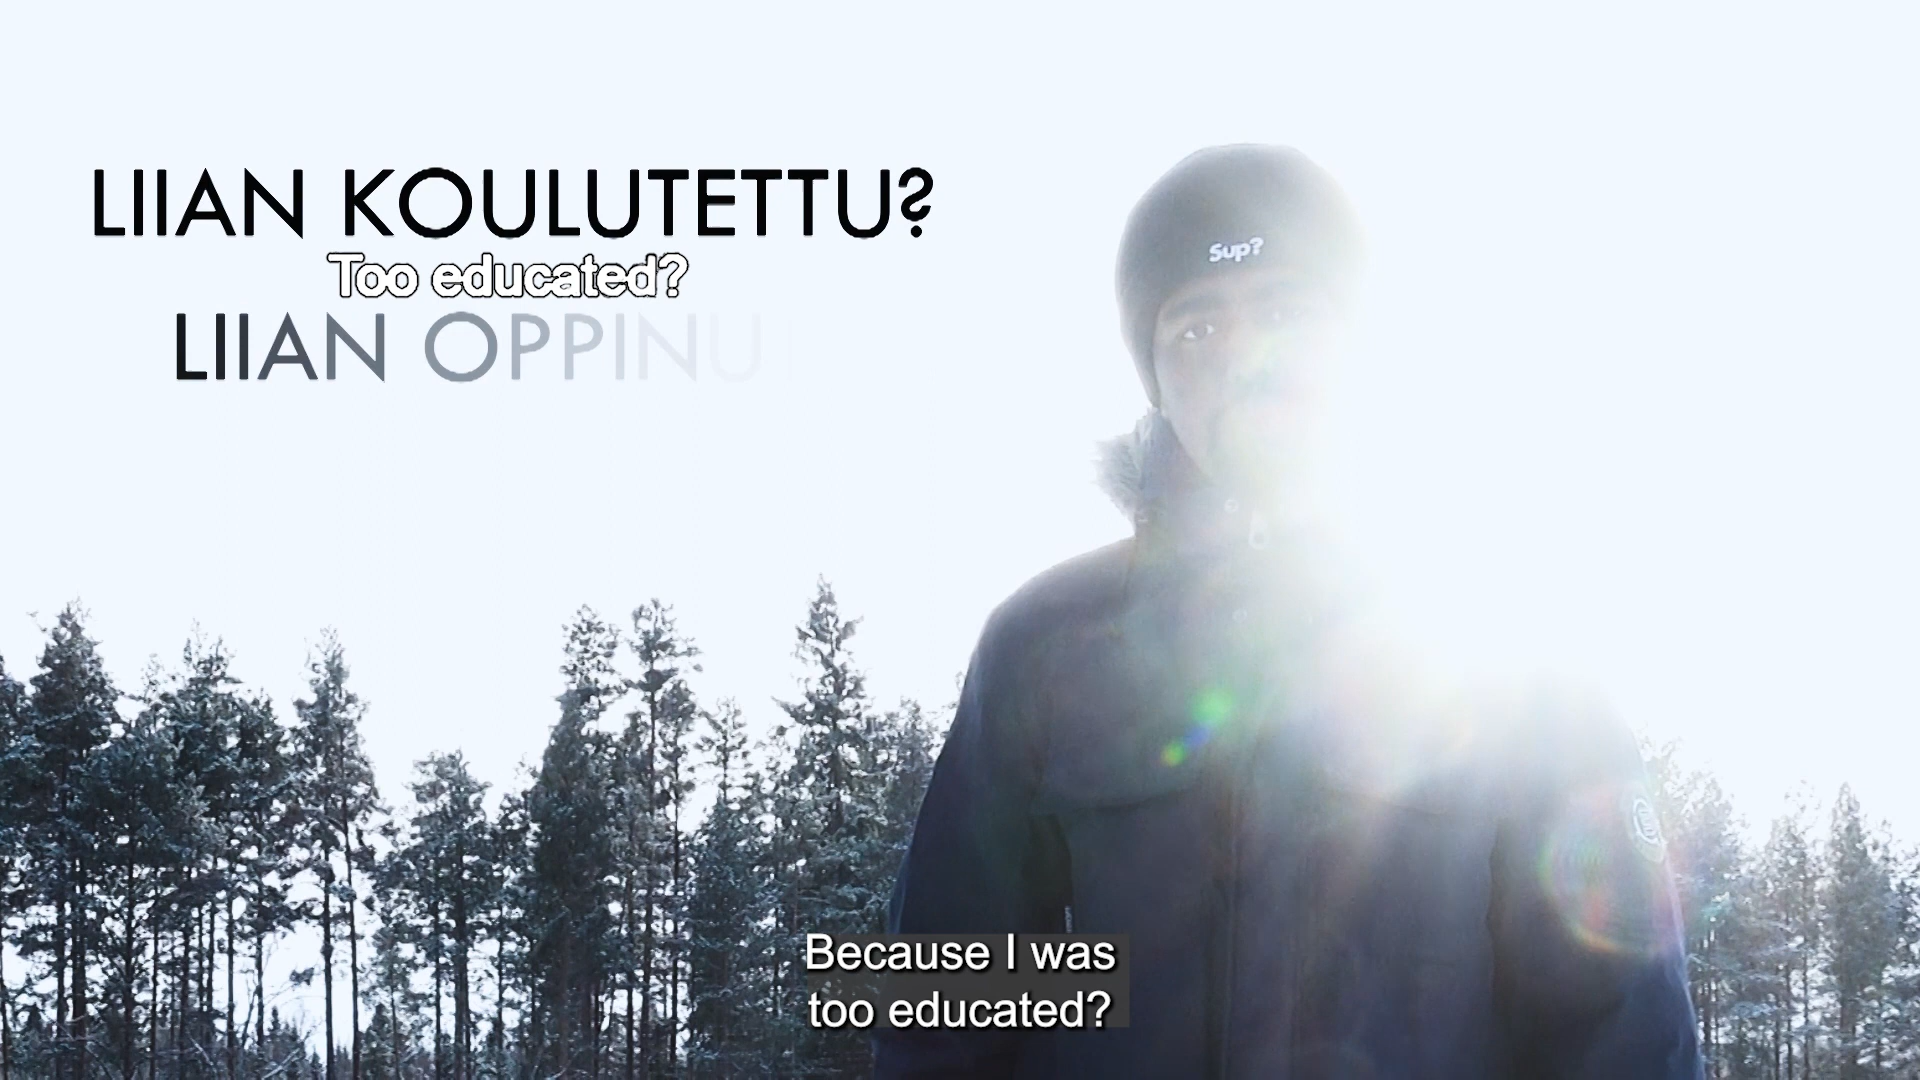 LIIAN KOULUTETTU?
Too educated?
LIIAN OPPINU
Sup?
Because I was
too educated?